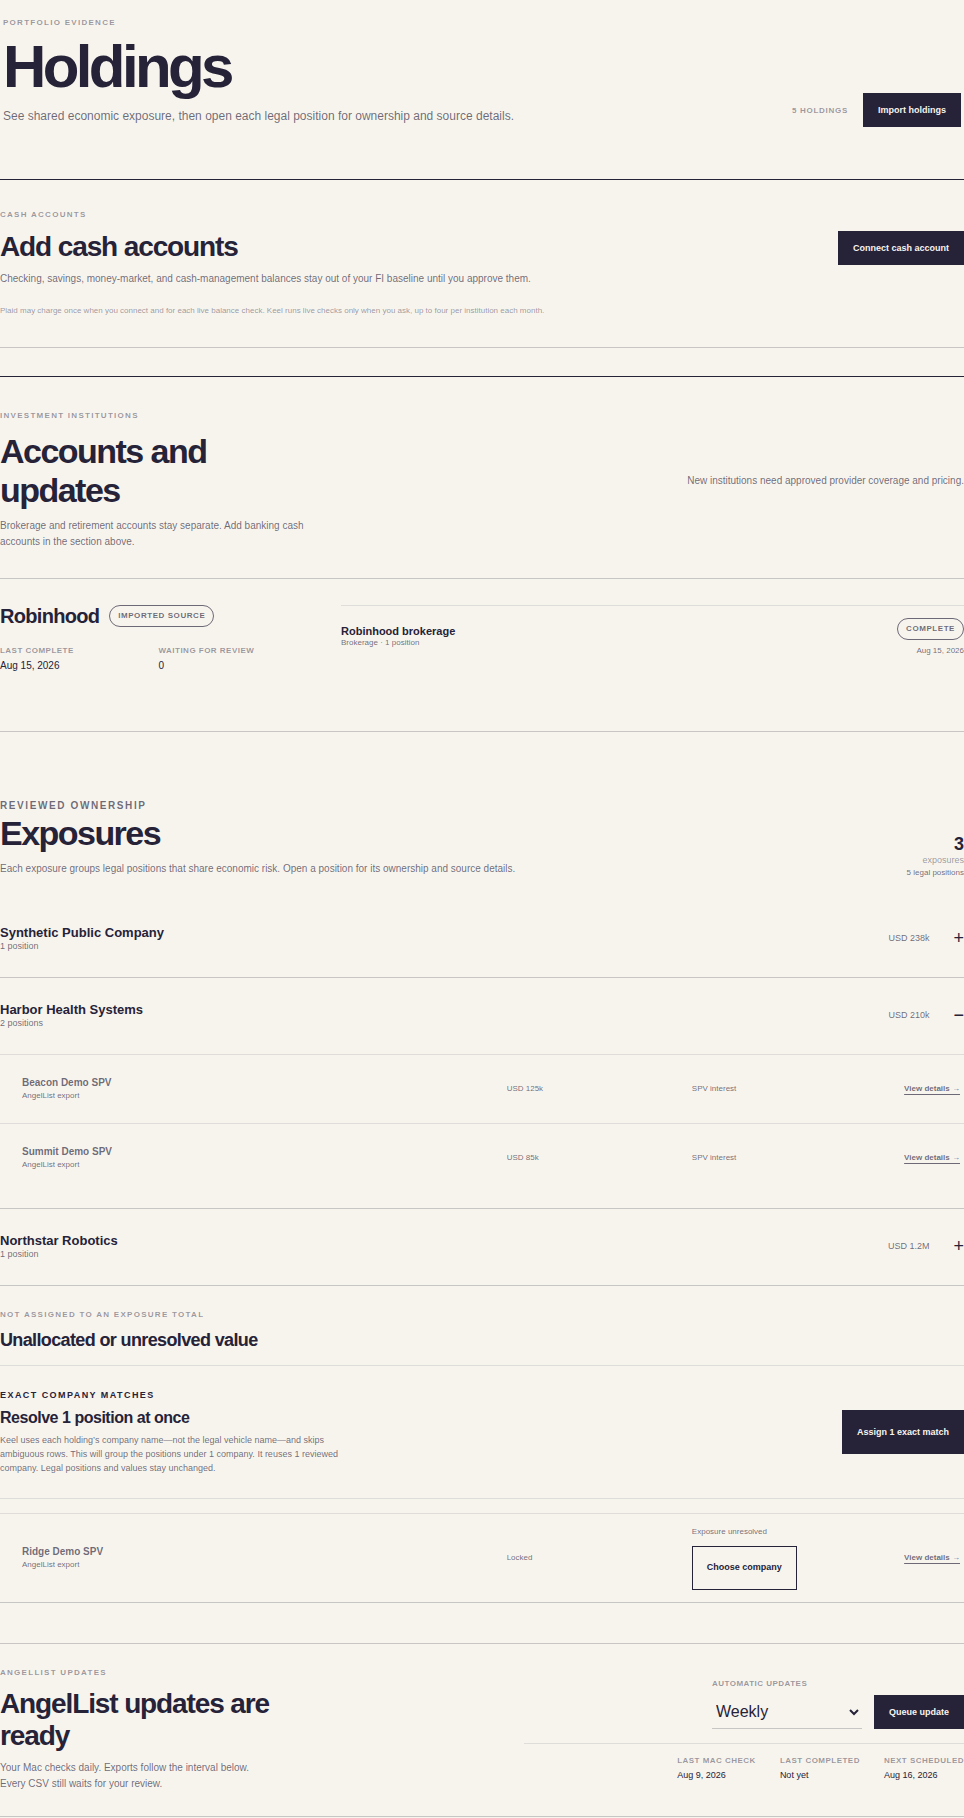 PORTFOLIO EVIDENCE
Holdings
See shared economic exposure, then open each legal position for ownership and source details.
5 HOLDINGS
Import holdings
CASH ACCOUNTS
Add cash accounts
Connect cash account
Checking, savings, money-market, and cash-management balances stay out of your FI baseline until you approve them.
Plaid may charge once when you connect and for each live balance check. Keel runs live checks only when you ask, up to four per institution each month.
INVESTMENT INSTITUTIONS
Accounts and
updates
New institutions need approved provider coverage and pricing.
Brokerage and retirement accounts stay separate. Add banking cash
accounts in the section above.
Robinhood
IMPORTED SOURCE
LAST COMPLETE
Aug 15, 2026
WAITING FOR REVIEW
0
Robinhood brokerage
Brokerage · 1 position
COMPLETE
Aug 15, 2026
REVIEWED OWNERSHIP
Exposures
Each exposure groups legal positions that share economic risk. Open a position for its ownership and source details.
3
exposures
5 legal positions
Synthetic Public Company
1 position
USD 238k
+
Harbor Health Systems
2 positions
USD 210k
−
Beacon Demo SPV
AngelList export
USD 125k
SPV interest
View details →
Summit Demo SPV
AngelList export
USD 85k
SPV interest
View details →
Northstar Robotics
1 position
USD 1.2M
+
NOT ASSIGNED TO AN EXPOSURE TOTAL
Unallocated or unresolved value
EXACT COMPANY MATCHES
Resolve 1 position at once
Keel uses each holding's company name—not the legal vehicle name—and skips
ambiguous rows. This will group the positions under 1 company. It reuses 1 reviewed
company. Legal positions and values stay unchanged.
Assign 1 exact match
Ridge Demo SPV
AngelList export
Locked
Exposure unresolved
Choose company
View details →
ANGELLIST UPDATES
AngelList updates are
ready
Your Mac checks daily. Exports follow the interval below.
Every CSV still waits for your review.
AUTOMATIC UPDATES
Weekly
Queue update
LAST MAC CHECK
Aug 9, 2026
LAST COMPLETED
Not yet
NEXT SCHEDULED
Aug 16, 2026